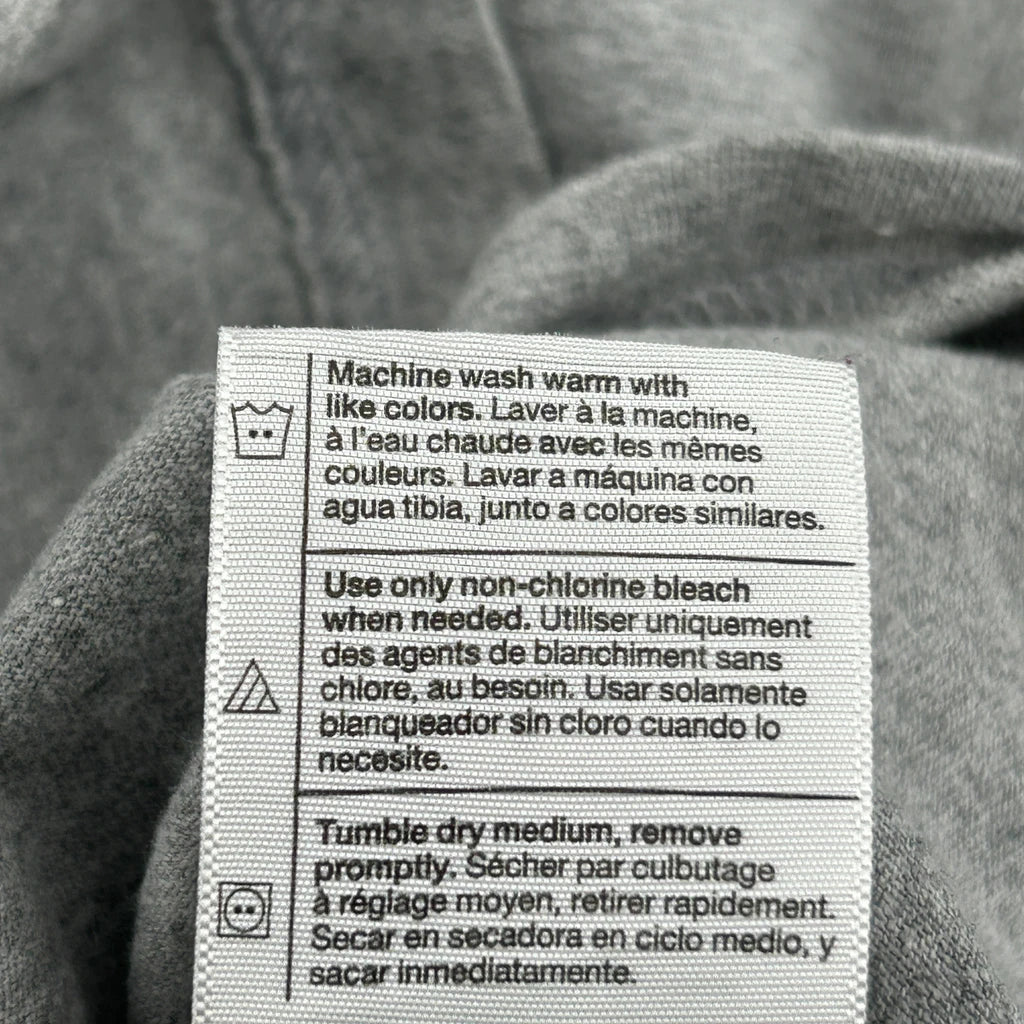 Machine wash warm with
like colors. Laver à la machine,
à l'eau chaude avec les mêmes
couleurs. Lavar a máquina con
agua tibia, junto a colores similares.
Use only non-chlorine bleach
when needed. Utiliser uniquement
des agents de blanchiment sans
chlore, au besoin. Usar solamente
blanqueador sin cloro cuando lo
necesite.
Tumble dry medium, remove
promptly. Sécher par culbutage
à réglage moyen, retirer rapidement.
Secar en secadora en ciclo medio, y
sacar inmediatamente.